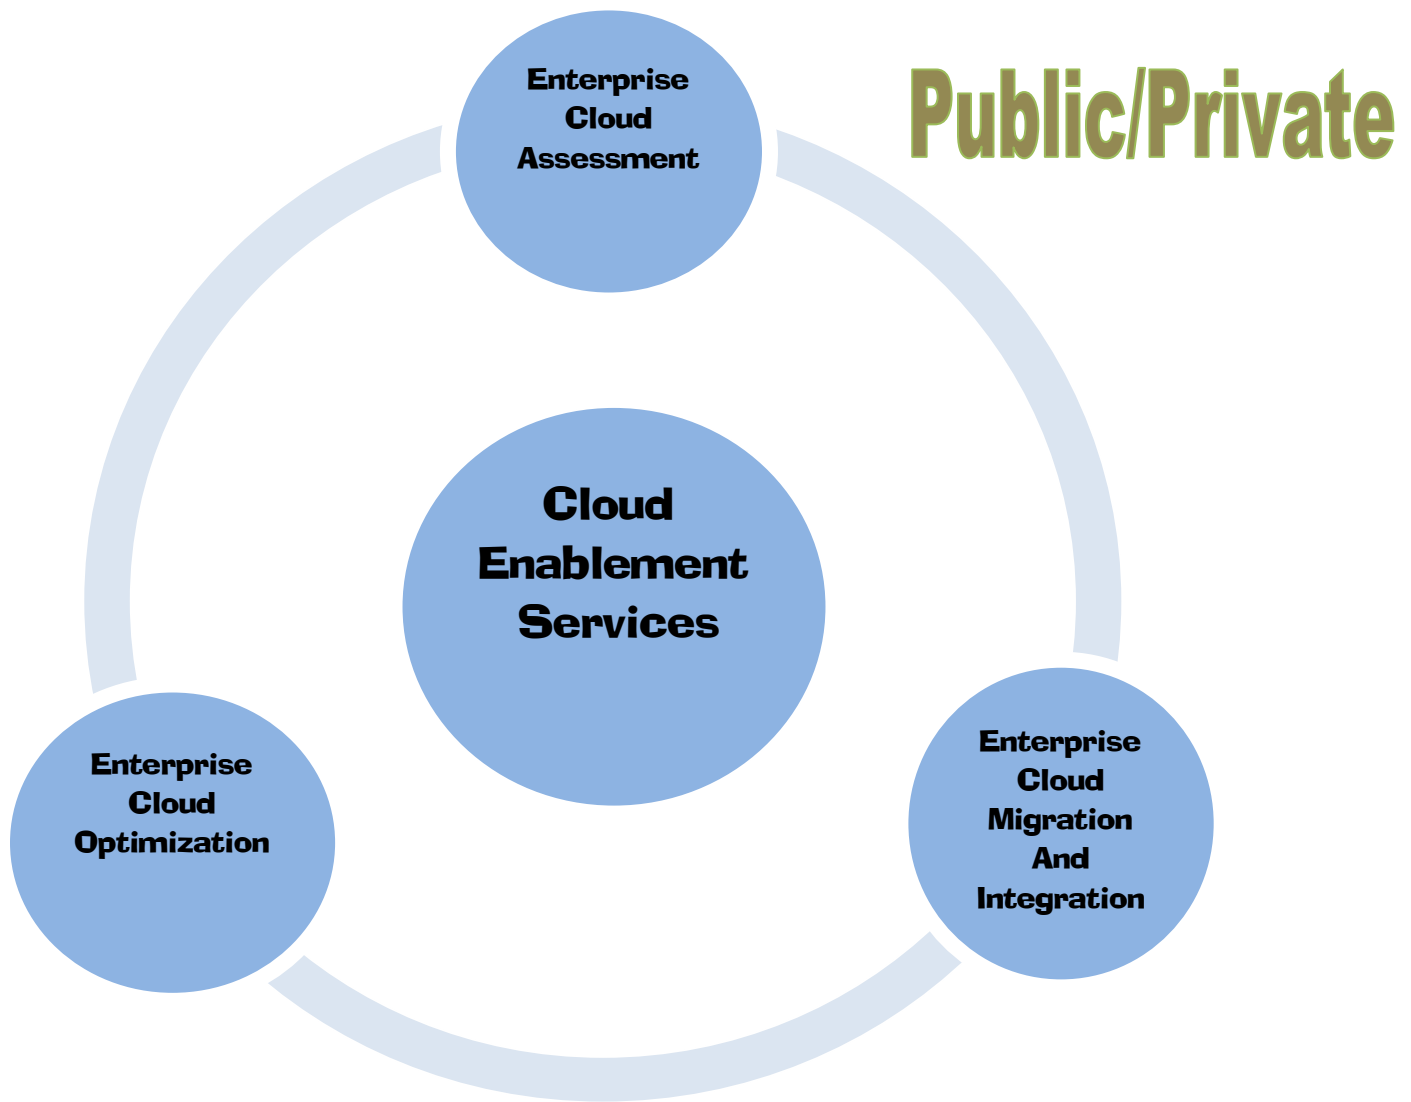 Enterprise
Cloud
Assessment
Public/Private
Cloud
Enablement
Services
Enterprise
Cloud
Optimization
Enterprise
Cloud
Migration
And
Integration